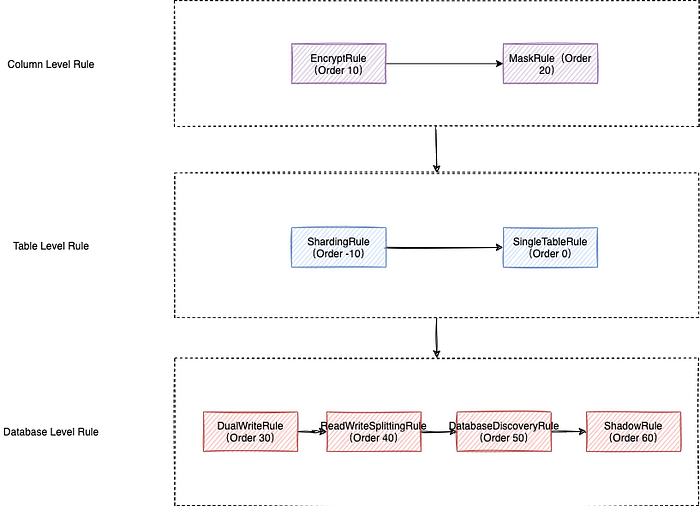 Column Level Rule
EncryptRule
(Order 10)
MaskRule（Order
20)
Table Level Rule
ShardingRule
(Order -10)
SingleTableRule
(Order 0)
Database Level Rule
DualWriteRule
(Order 30)
ReadWriteSplittingRule
(Order 40)
DatabaseDiscoveryRule
(Order 50)
ShadowRule
(Order 60)